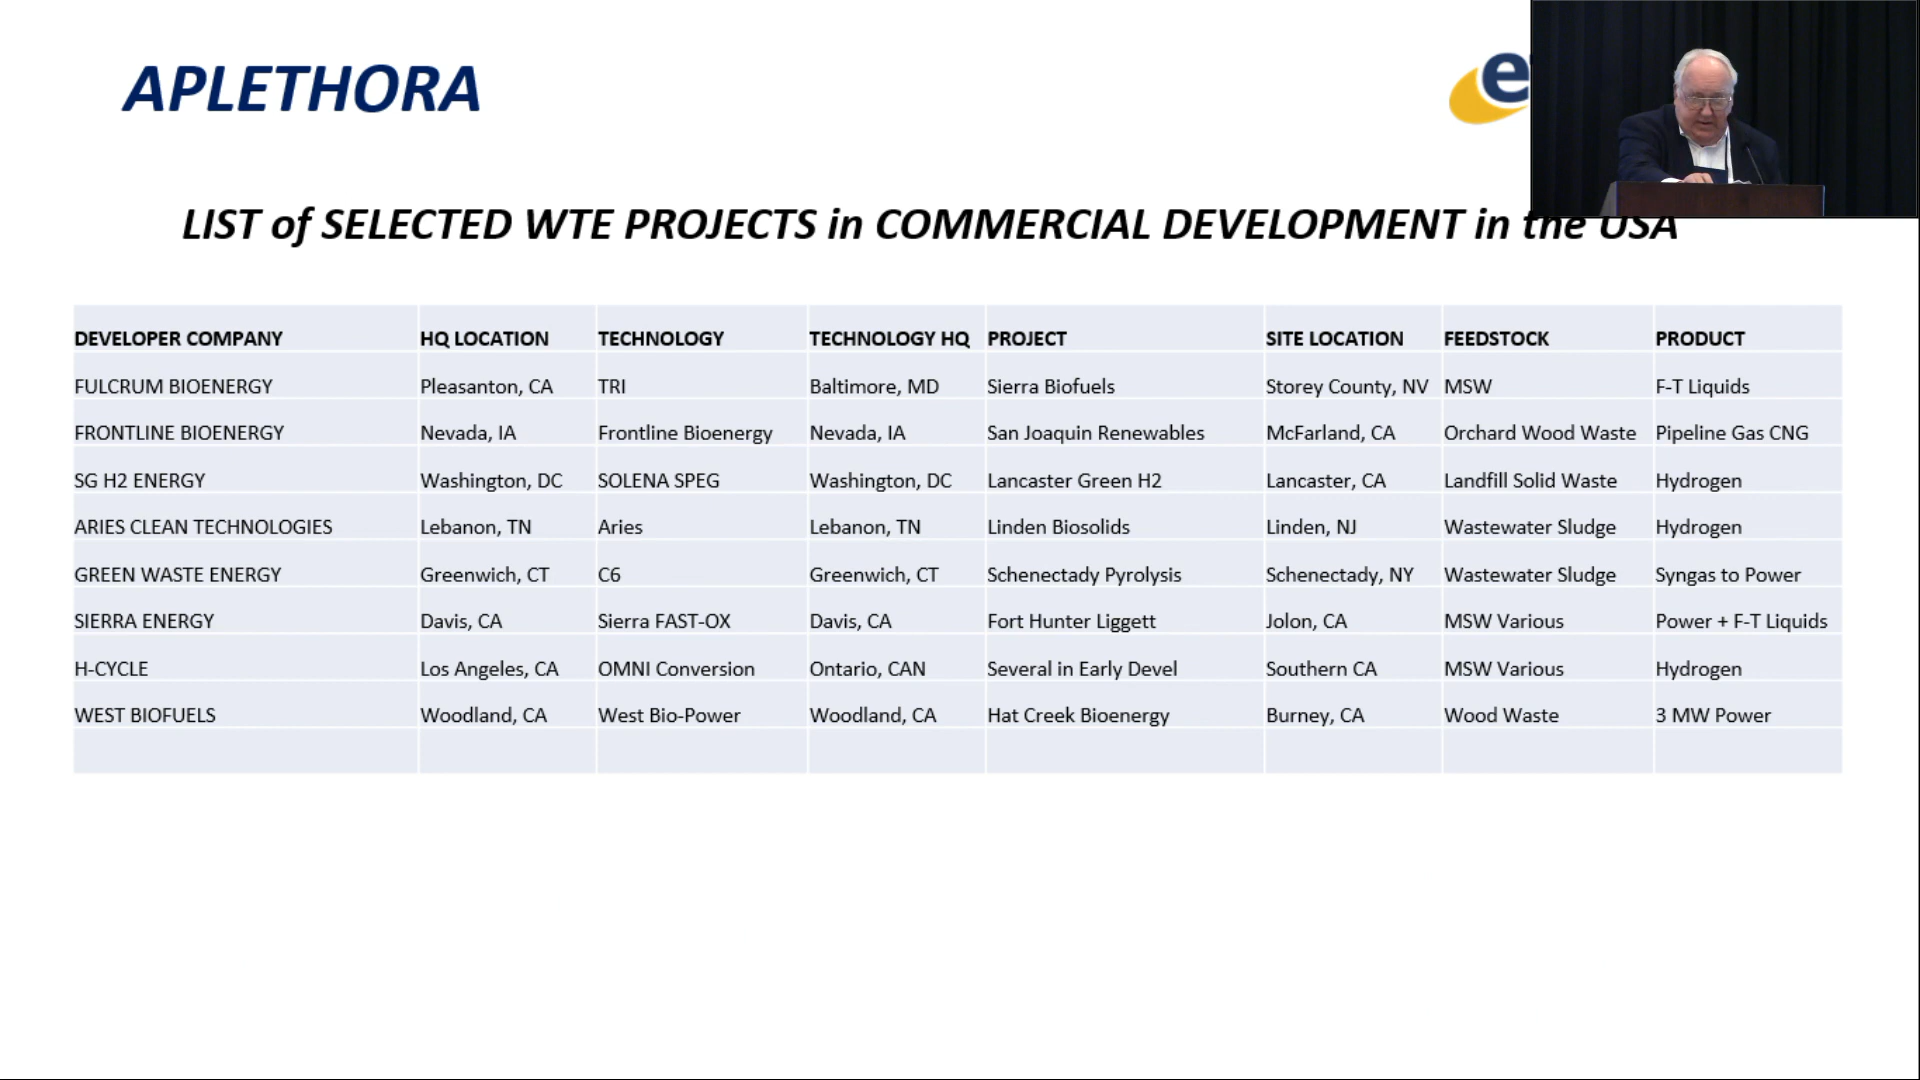 APLETHORA
e
LIST of SELECTED WTE PROJECTS in COMMERCIAL DEVELOPMENT in the USA
DEVELOPER COMPANY HQ LOCATION TECHNOLOGY TECHNOLOGY HQ PROJECT SITE LOCATION FEEDSTOCK PRODUCT
FULCRUM BIOENERGY Pleasanton, CA TRI Baltimore, MD Sierra Biofuels Storey County, NV MSW F-T Liquids
FRONTLINE BIOENERGY Nevada, IA Frontline Bioenergy Nevada, IA San Joaquin Renewables McFarland, CA Orchard Wood Waste Pipeline Gas CNG
SG H2 ENERGY Washington, DC SOLENA SPEG Washington, DC Lancaster Green H2 Lancaster, CA Landfill Solid Waste Hydrogen
ARIES CLEAN TECHNOLOGIES Lebanon, TN Aries Lebanon, TN Linden Biosolids Linden, NJ Wastewater Sludge Hydrogen
GREEN WASTE ENERGY Greenwich, CT C6 Greenwich, CT Schenectady Pyrolysis Schenectady, NY Wastewater Sludge Syngas to Power
SIERRA ENERGY Davis, CA Sierra FAST-OX Davis, CA Fort Hunter Liggett Jolon, CA MSW Various Power + F-T Liquids
H-CYCLE Los Angeles, CA OMNI Conversion Ontario, CAN Several in Early Devel Southern CA MSW Various Hydrogen
WEST BIOFUELS Woodland, CA West Bio-Power Woodland, CA Hat Creek Bioenergy Burney, CA Wood Waste 3 MW Power